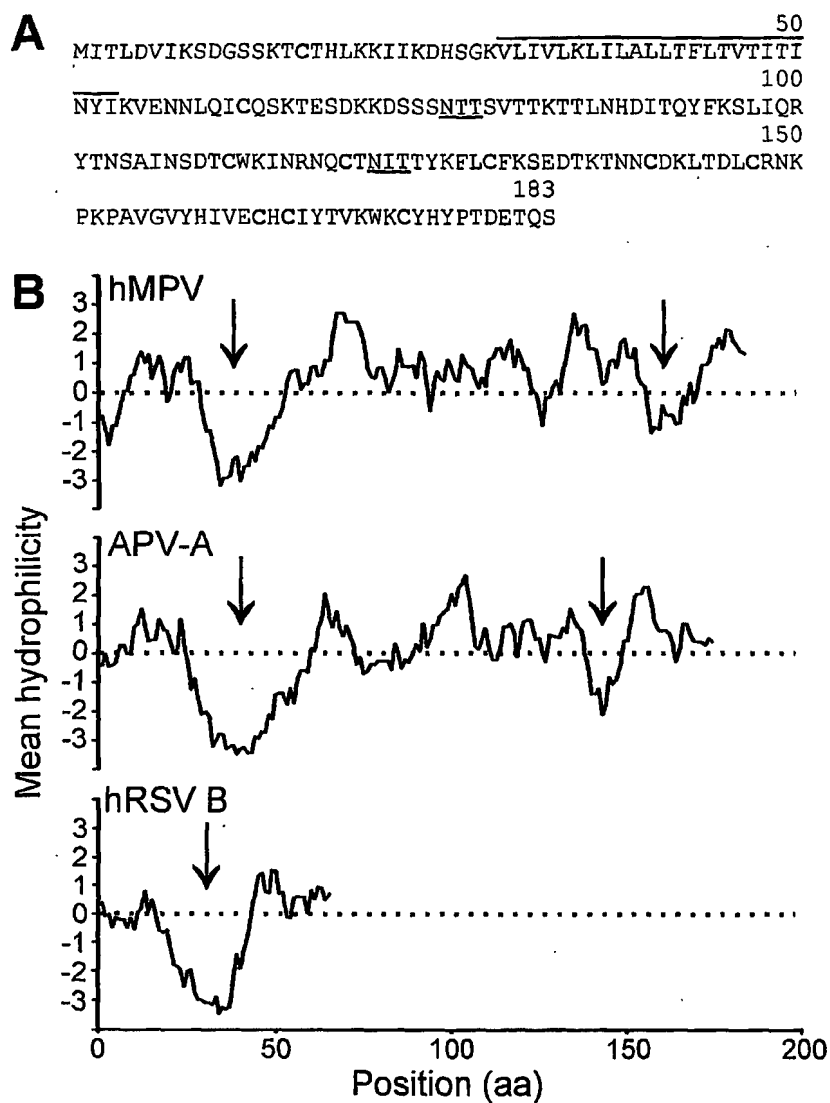 A
50
MITLDVIKSDGSSKTCTHLKKIIKDHSGKVLIVLKLILALLTFLTVTITI
100
NYIKVENNLQICQSKTESDKKDSSSNTTSVTTKTTLNHDITQYFKSLIQR
150
YTNSAINSDTCWKINRNQCTNITTYKFLCFKSEDTKTNNCDKLTDLCRNK
183
PKPAVGVYHIVECHCIYTVKWKCYHYPTDETQS
B
hMPV
3
2
1
0
-1
-2
-3
APV-A
3
2
1
0
-1
-2
-3
hRSV B
3
2
1
0
-1
-2
-3
Mean hydrophilicity
0 50 100 150 200
Position (aa)